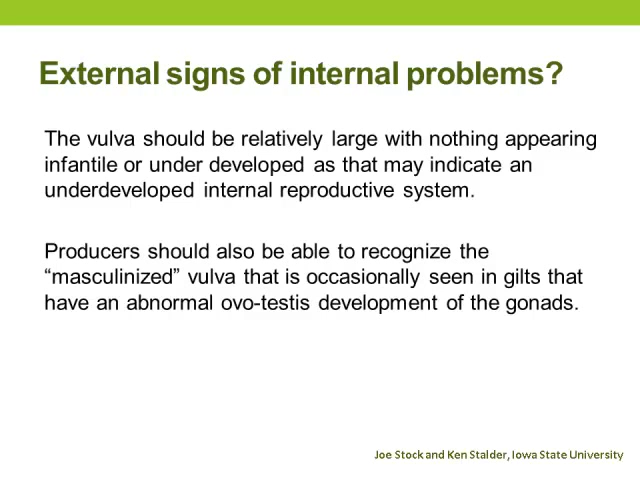 External signs of internal problems?
The vulva should be relatively large with nothing appearing
infantile or under developed as that may indicate an
underdeveloped internal reproductive system.
Producers should also be able to recognize the
“masculinized” vulva that is occasionally seen in gilts that
have an abnormal ovo-testis development of the gonads.
Joe Stock and Ken Stalder, Iowa State University